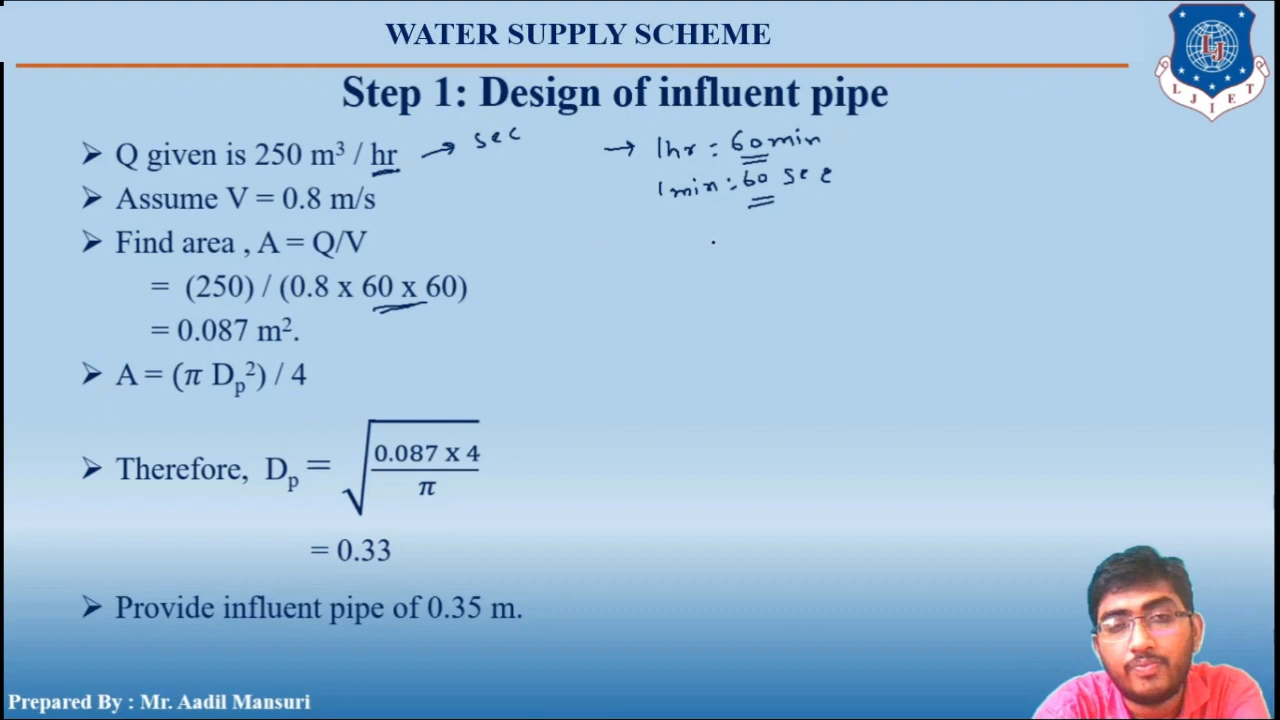 WATER SUPPLY SCHEME
LJ
L J I E T
Step 1: Design of influent pipe
➢ Q given is 250 m³ / hr → sec
→ 1hr = 60min
1min = 60 sec
➢ Assume V = 0.8 m/s
➢ Find area , A = Q/V
= (250) / (0.8 x 60 x 60)
= 0.087 m².
➢ A = (π Dₚ²) / 4
➢ Therefore, Dₚ = √(0.087 x 4 / π)
= 0.33
➢ Provide influent pipe of 0.35 m.
Prepared By : Mr. Aadil Mansuri